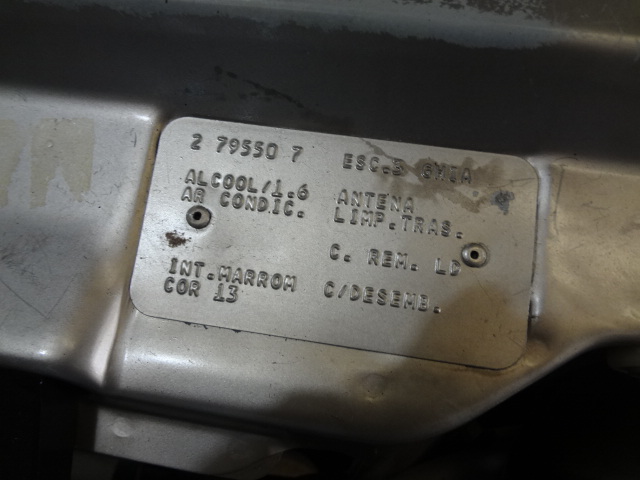 2 79550 7 ESC.5
ALCOOL/1.6 ANTENA
AR CONDIC. LIMP.TRAS.
C. REM. LD
INT.MARROM C/DESEMB.
COR 13